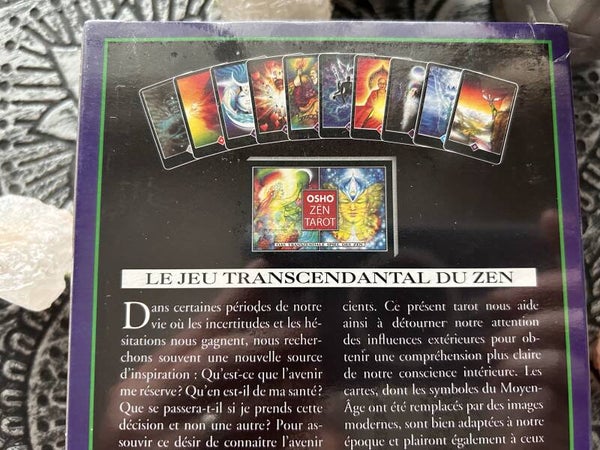 OSHO
ZEN
TAROT
DAS TRANSZENDENTALE SPIEL DES ZEN
LE JEU TRANSCENDANTAL DU ZEN
Dans certaines périodes de notre
vie où les incertitudes et les hé-
sitations nous gagnent, nous recher-
chons souvent une nouvelle source
d'inspiration : Qu'est-ce que l'avenir
me réserve? Qu'en est-il de ma santé?
Que se passera-t-il si je prends cette
décision et non une autre? Pour as-
souvir ce désir de connaître l'avenir
cients. Ce présent tarot nous aide
ainsi à détourner notre attention
des influences extérieures pour ob-
tenir une compréhension plus claire
de notre conscience intérieure. Les
cartes, dont les symboles du Moyen-
Âge ont été remplacés par des images
modernes, sont bien adaptées à notre
époque et plairont également à ceux